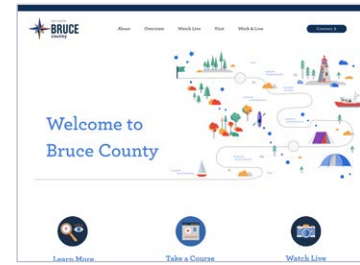 BRUCE
county
About
Overview
Watch Live
Visit
Work & Live
Contact
Welcome to
Bruce County
Learn More
Take a Course
Watch Live